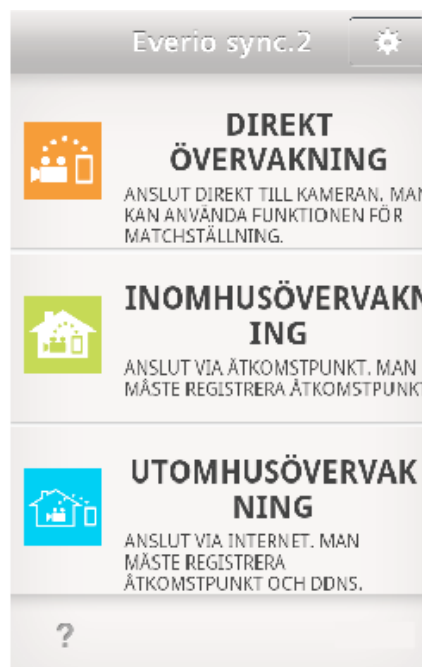 Everio sync.2
DIREKT
ÖVERVAKNING
ANSLUT DIREKT TILL KAMERAN. MAN
KAN ANVÄNDA FUNKTIONEN FÖR
MATCHSTÄLLNING.
INOMHUSÖVERVAKN
ING
ANSLUT VIA ÅTKOMSTPUNKT. MAN
MÅSTE REGISTRERA ÅTKOMSTPUNKT
UTOMHUSÖVERVAK
NING
ANSLUT VIA INTERNET. MAN
MÅSTE REGISTRERA
ÅTKOMSTPUNKT OCH DDNS.
?